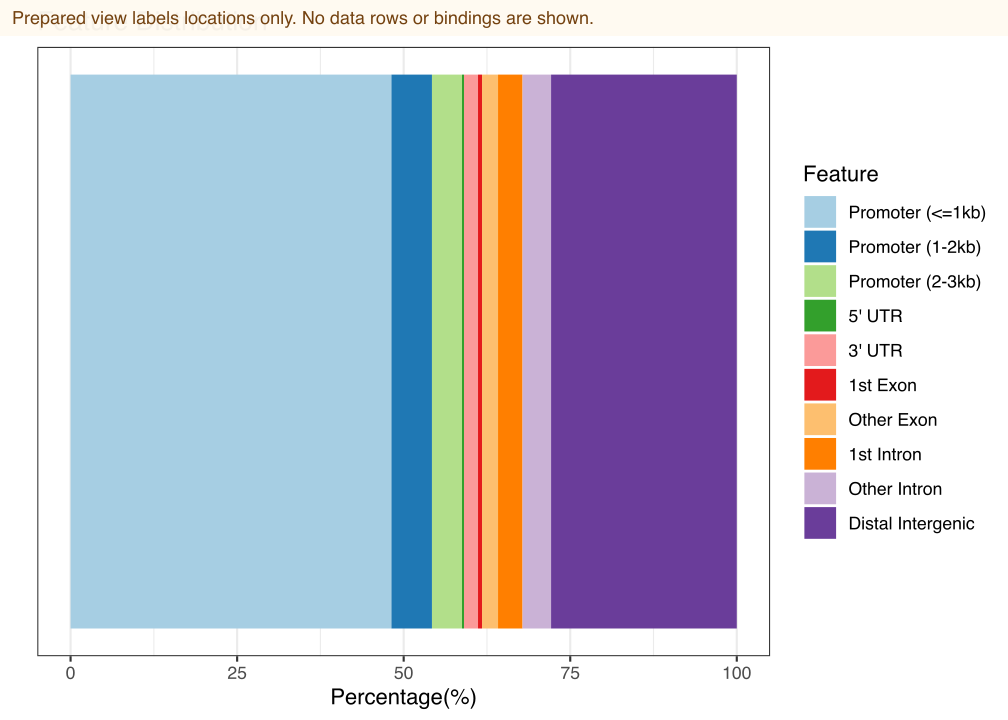 Prepared view labels locations only. No data rows or bindings are shown.
Feature Distribution
Feature
Promoter (<=1kb)
Promoter (1-2kb)
Promoter (2-3kb)
5' UTR
3' UTR
1st Exon
Other Exon
1st Intron
Other Intron
Distal Intergenic
0 25 50 75 100
Percentage(%)